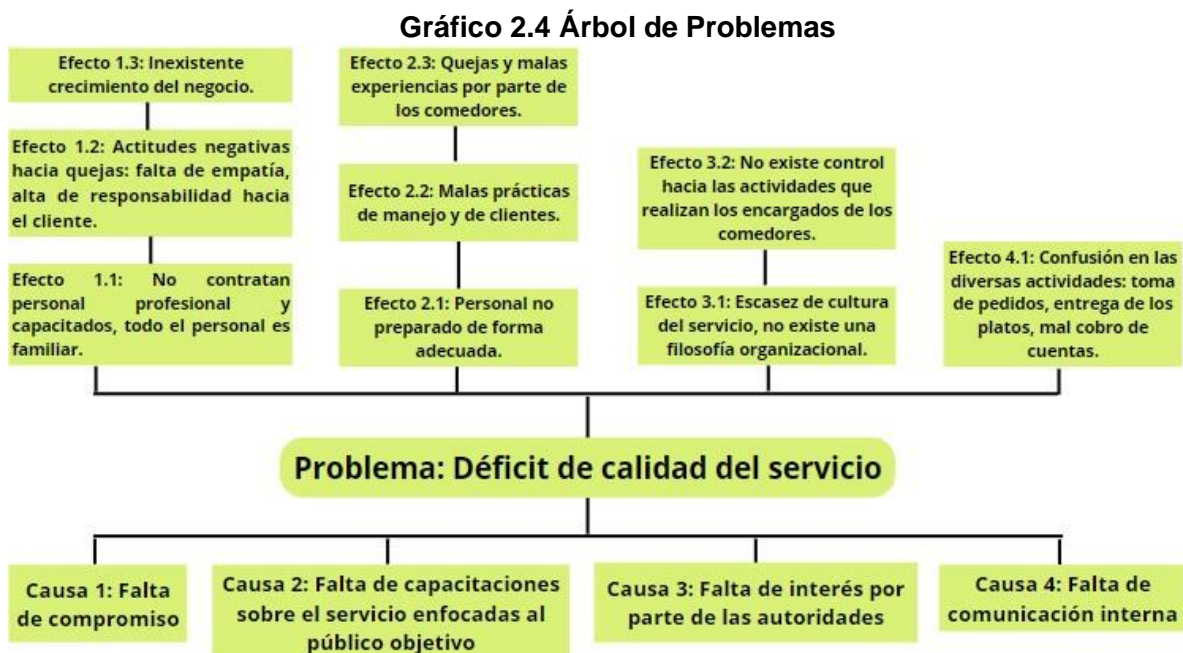 Gráfico 2.4 Árbol de Problemas
Efecto 1.3: Inexistente
crecimiento del negocio.
Efecto 1.2: Actitudes negativas
hacia quejas: falta de empatía,
alta de responsabilidad hacia
el cliente.
Efecto 1.1: No contratan
personal profesional y
capacitados, todo el personal es
familiar.
Efecto 2.3: Quejas y malas
experiencias por parte de
los comedores.
Efecto 2.2: Malas prácticas
de manejo y de clientes.
Efecto 2.1: Personal no
preparado de forma
adecuada.
Efecto 3.2: No existe control
hacia las actividades que
realizan los encargados de los
comedores.
Efecto 3.1: Escasez de cultura
del servicio, no existe una
filosofía organizacional.
Efecto 4.1: Confusión en las
diversas actividades: toma
de pedidos, entrega de los
platos, mal cobro de
cuentas.
Problema: Déficit de calidad del servicio
Causa 1: Falta
de compromiso
Causa 2: Falta de capacitaciones
sobre el servicio enfocadas al
público objetivo
Causa 3: Falta de interés por
parte de las autoridades
Causa 4: Falta de
comunicación interna